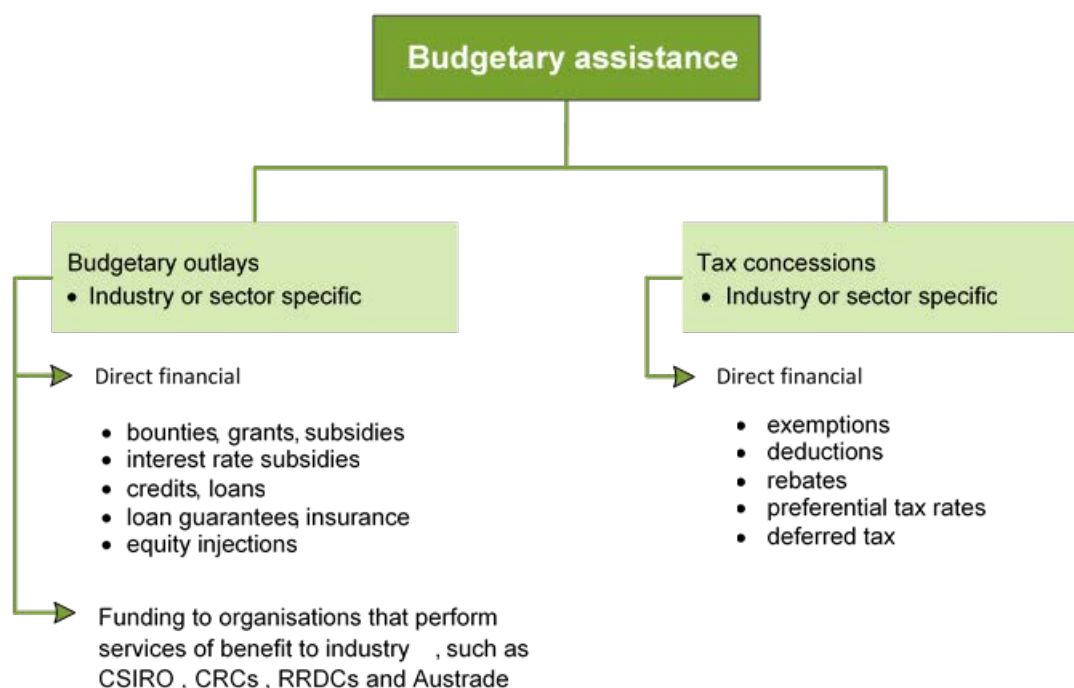 Budgetary assistance
Budgetary outlays
• Industry or sector specific
Direct financial
• bounties, grants, subsidies
• interest rate subsidies
• credits, loans
• loan guarantees, insurance
• equity injections
Funding to organisations that perform
services of benefit to industry , such as
CSIRO , CRCs , RRDCs and Austrade
Tax concessions
• Industry or sector specific
Direct financial
• exemptions
• deductions
• rebates
• preferential tax rates
• deferred tax